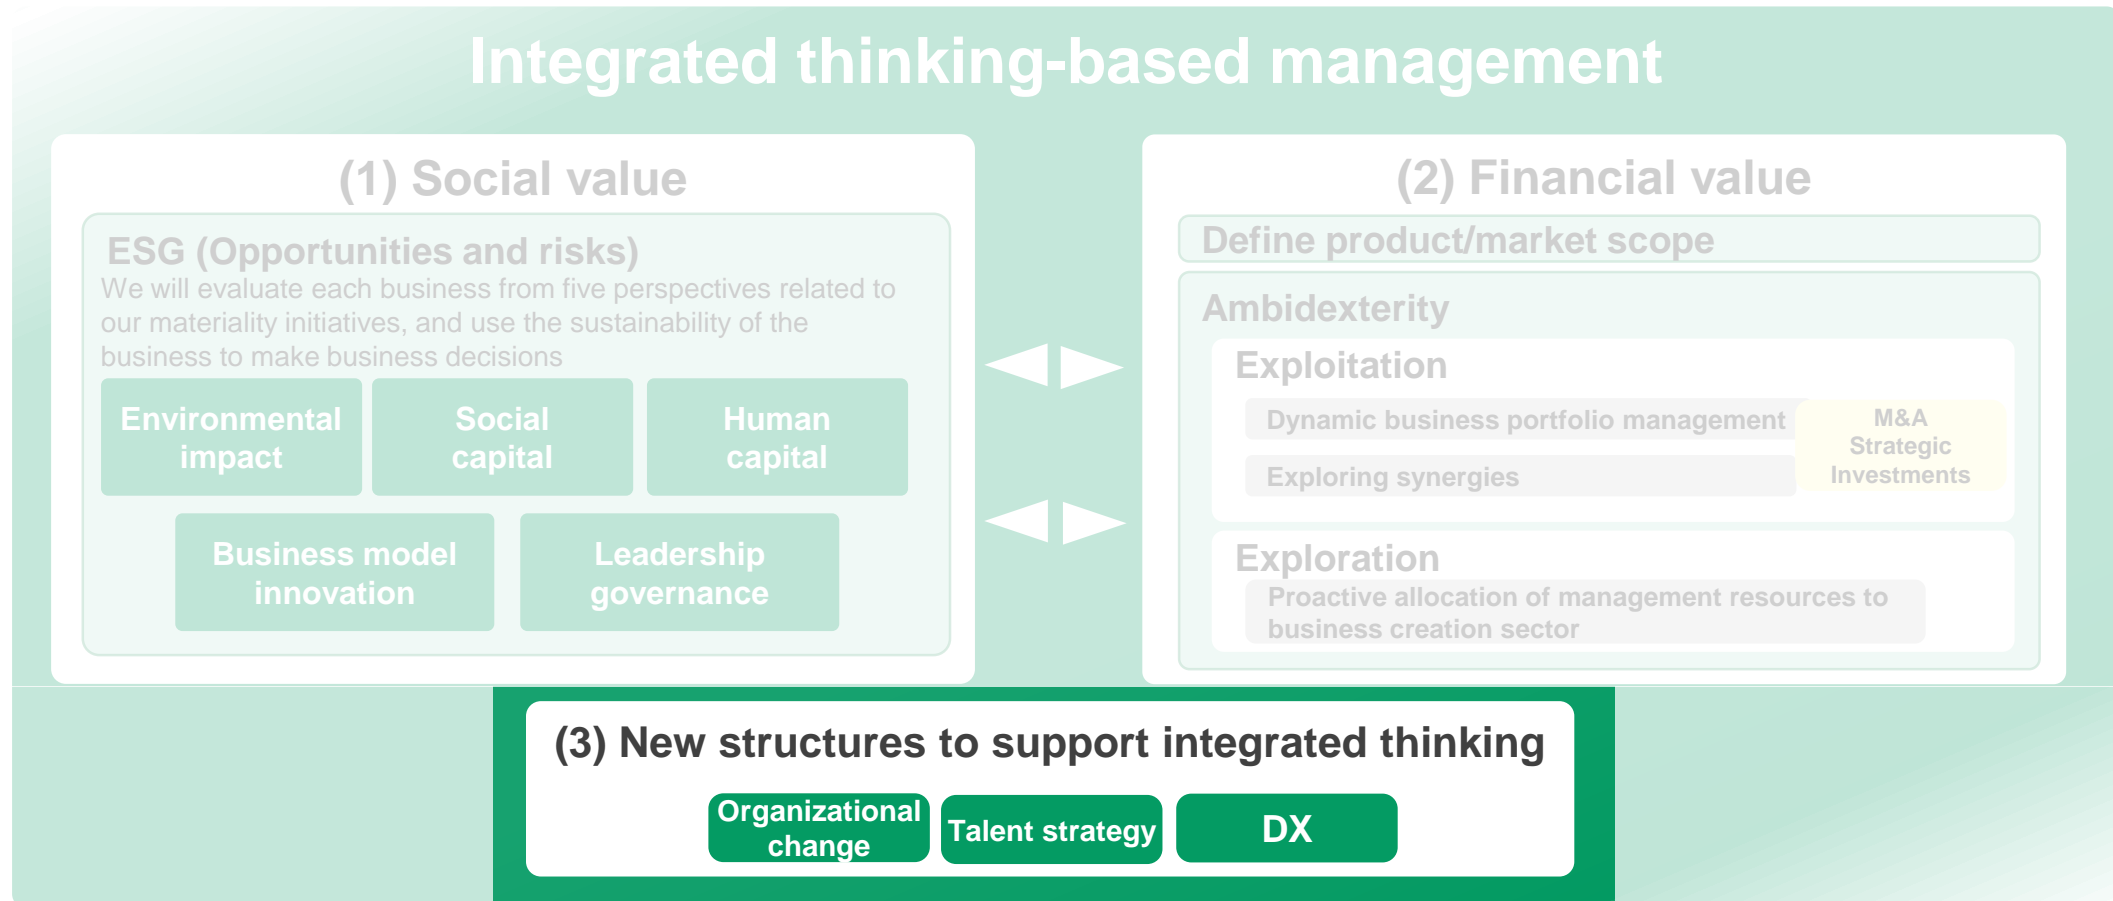 Integrated thinking-based management
(1) Social value
ESG (Opportunities and risks)
We will evaluate each business from five perspectives related to
our materiality initiatives, and use the sustainability of the
business to make business decisions
Environmental
impact
Social
capital
Human
capital
Business model
innovation
Leadership
governance
(2) Financial value
Define product/market scope
Ambidexterity
Exploitation
Dynamic business portfolio management
Exploring synergies
M&A
Strategic
Investments
Exploration
Proactive allocation of management resources to
business creation sector
(3) New structures to support integrated thinking
Organizational
change
Talent strategy
DX